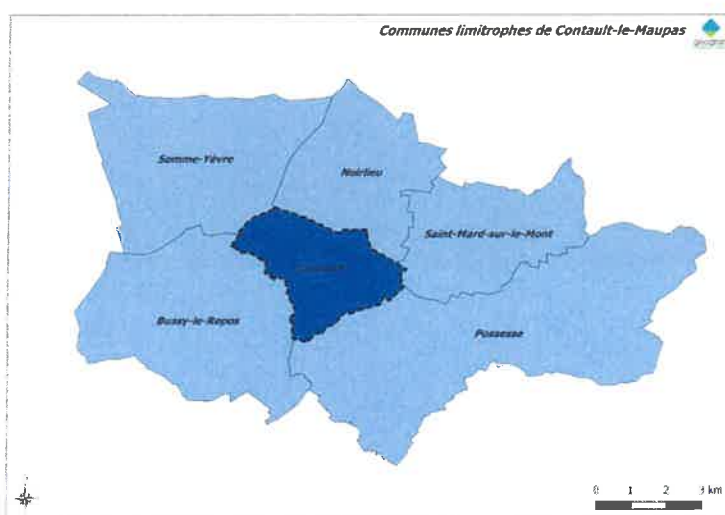 Communes limitrophes de Contault-le-Maupas
Somme-Yèvre
Noirlieu
Saint-Mard-sur-le-Mont
Bussy-le-Repos
Possesse
0 1 2 3 km